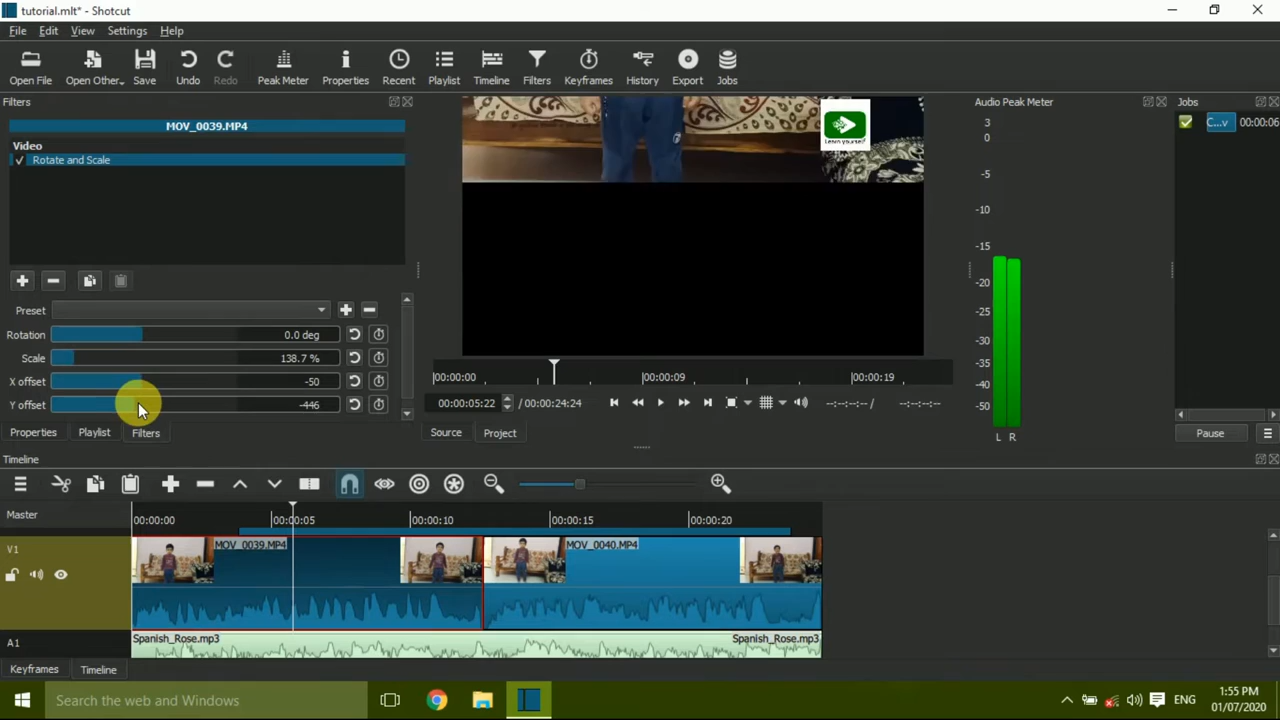 tutorial.mlt* - Shotcut
File Edit View Settings Help
Open File Open Other... Save Undo Redo Peak Meter Properties Recent Playlist Timeline Filters Keyframes History Export Jobs
Filters
MOV_0039.MP4
Video
Rotate and Scale
Preset
Rotation 0.0 deg
Scale 138.7 %
X offset -50
Y offset -446
Properties Playlist Filters
Learn yourself
00:00:00 00:00:09 00:00:19
00:00:05:22 / 00:00:24:24 --:--:--:-- / --:--:--:--
Source Project
Audio Peak Meter
3
0
-5
-10
-15
-20
-25
-30
-35
-40
-50
L R
Jobs
C...v 00:00:06
Pause
Timeline
Master 00:00:00 00:00:05 00:00:10 00:00:15 00:00:20
V1 MOV_0039.MP4 MOV_0040.MP4
A1 Spanish_Rose.mp3 Spanish_Rose.mp3
Keyframes Timeline
Search the web and Windows
ENG
1:55 PM
01/07/2020